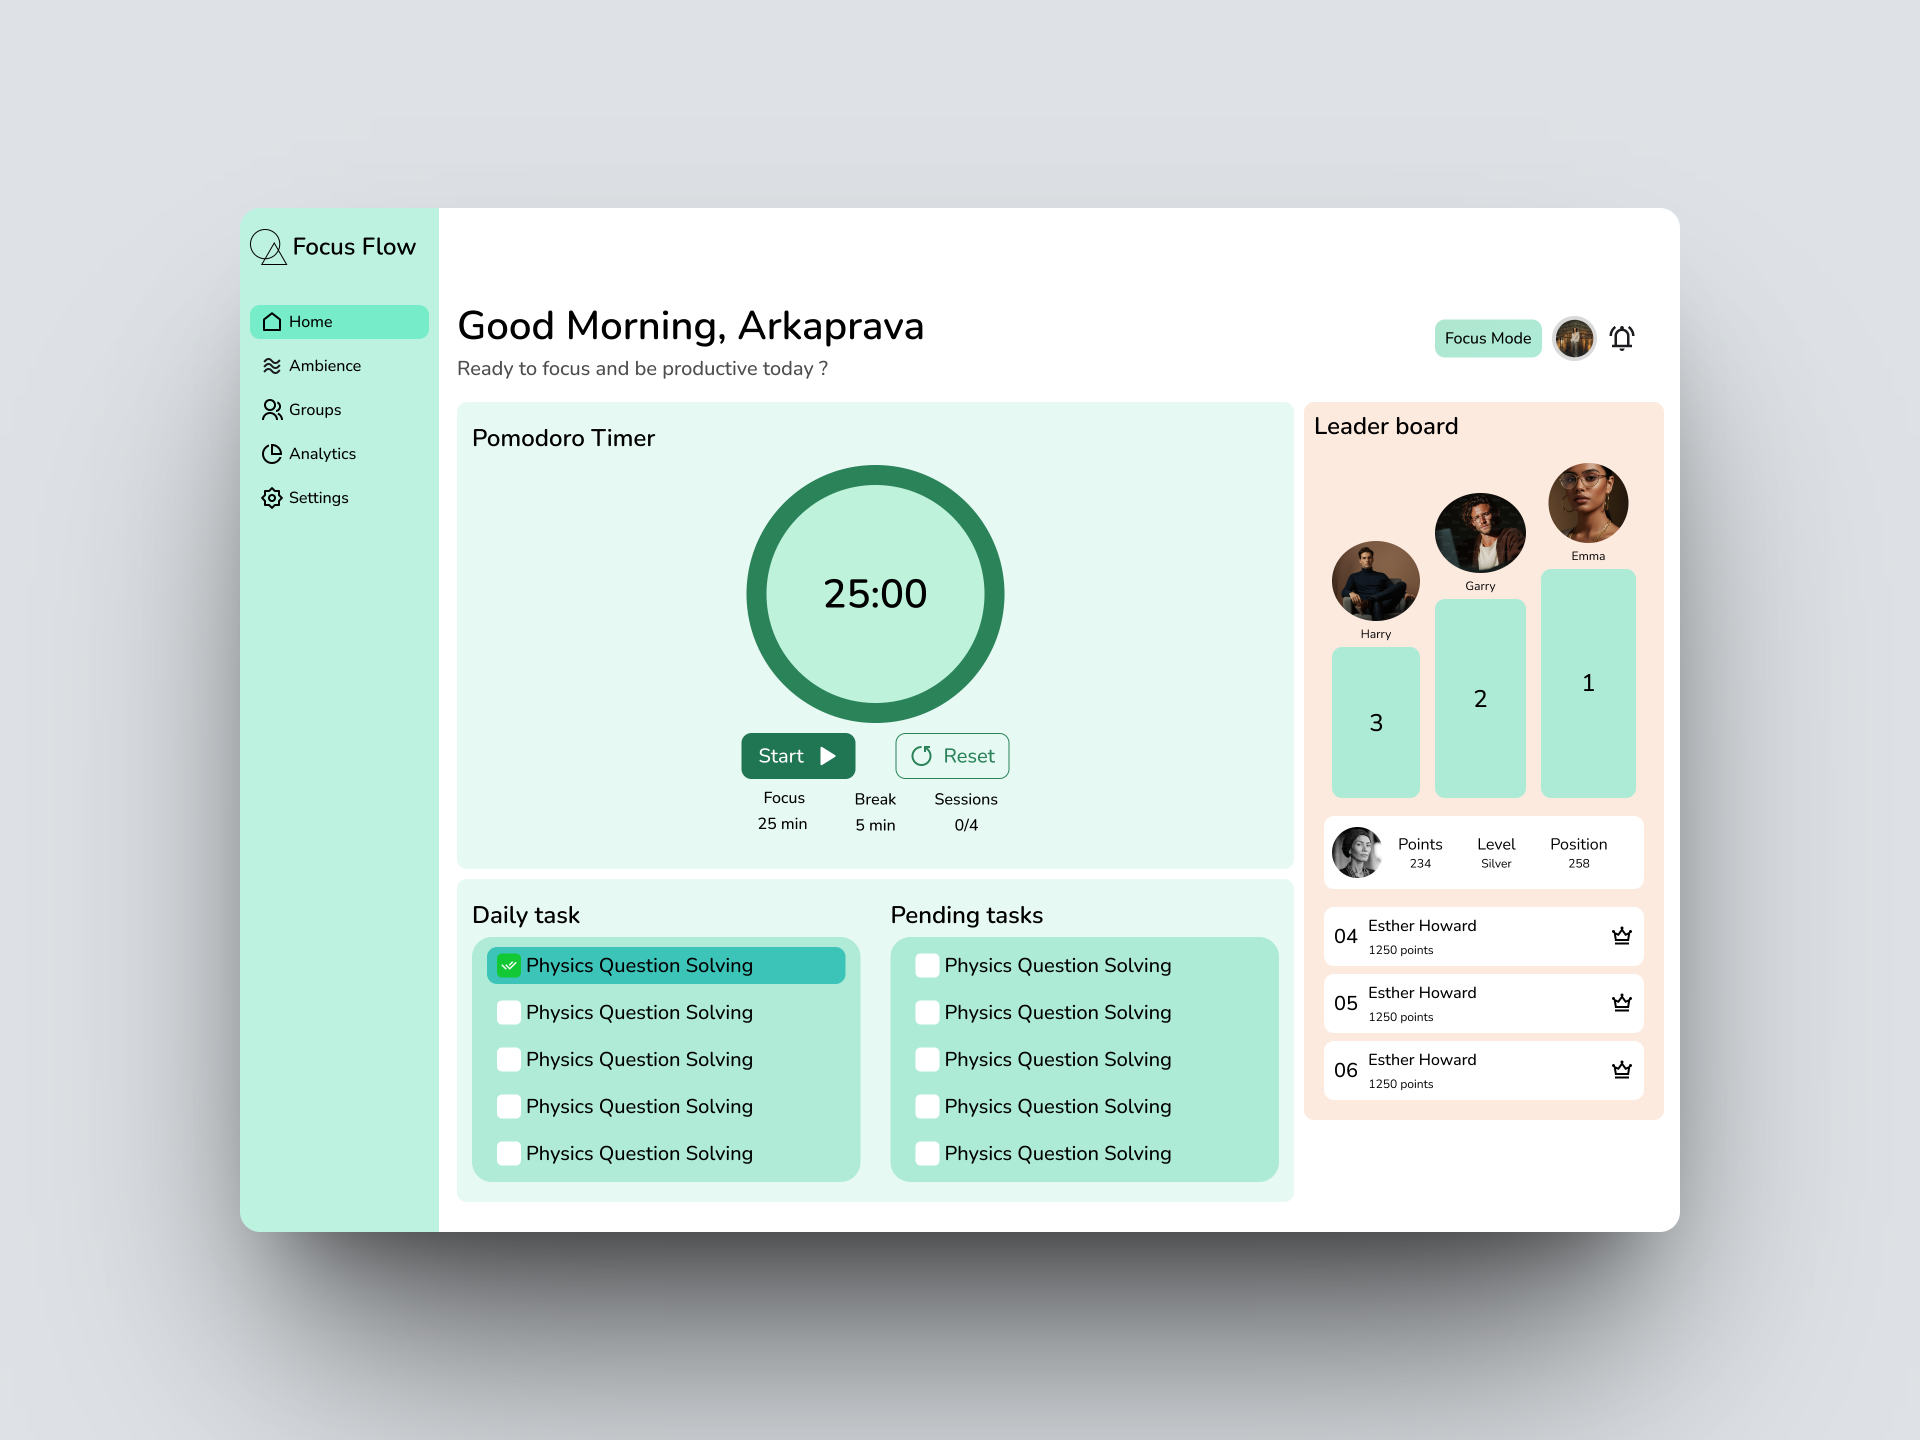 Focus Flow
Home
Ambience
Groups
Analytics
Settings
Good Morning, Arkaprava
Ready to focus and be productive today ?
Focus Mode
Pomodoro Timer
25:00
Start
Reset
Focus
25 min
Break
5 min
Sessions
0/4
Daily task
Physics Question Solving
Physics Question Solving
Physics Question Solving
Physics Question Solving
Physics Question Solving
Pending tasks
Physics Question Solving
Physics Question Solving
Physics Question Solving
Physics Question Solving
Physics Question Solving
Leader board
Harry
3
Garry
2
Emma
1
Points
234
Level
Silver
Position
258
04
Esther Howard
1250 points
05
Esther Howard
1250 points
06
Esther Howard
1250 points